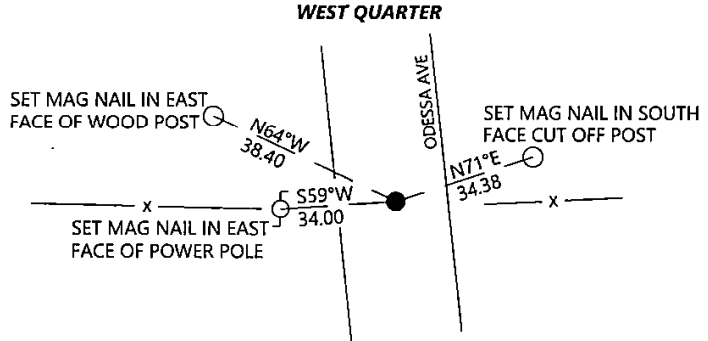 WEST QUARTER
ODESSA AVE
SET MAG NAIL IN EAST
FACE OF WOOD POST
N64°W
38.40
SET MAG NAIL IN SOUTH
FACE CUT OFF POST
N71°E
34.38
S59°W
34.00
X
X
SET MAG NAIL IN EAST
FACE OF POWER POLE